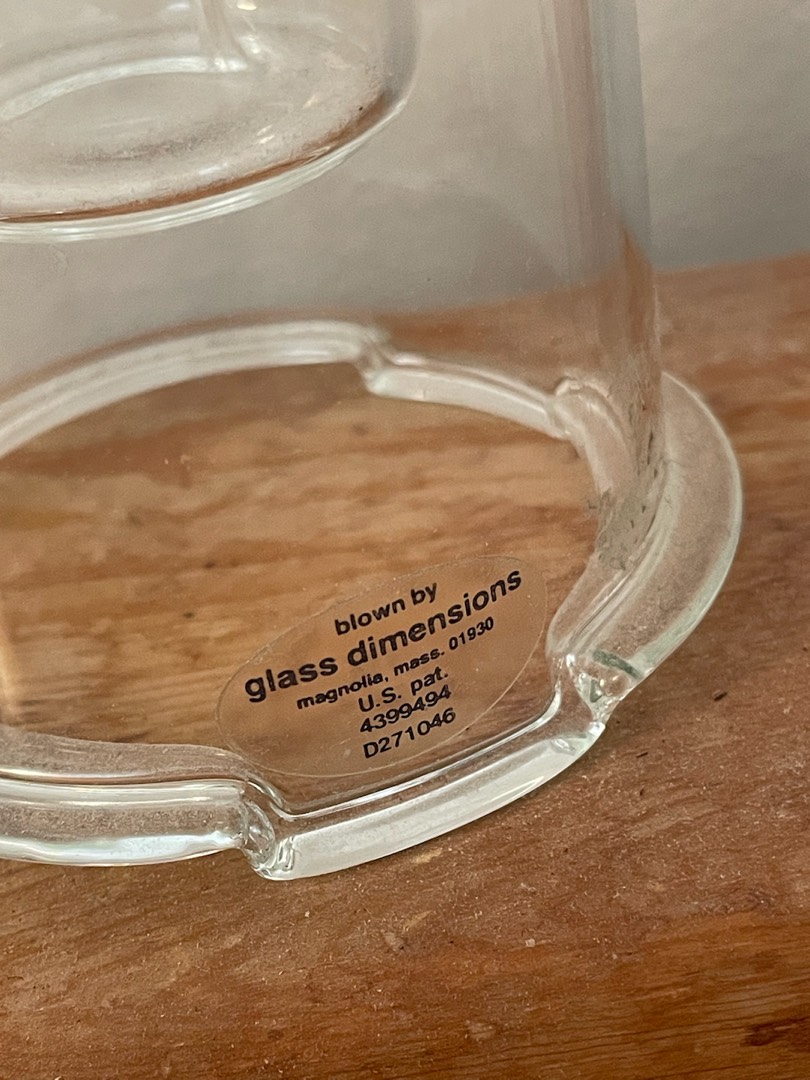 blown by
glass dimensions
magnolia, mass. 01930
U.S. pat.
4399494
D271046